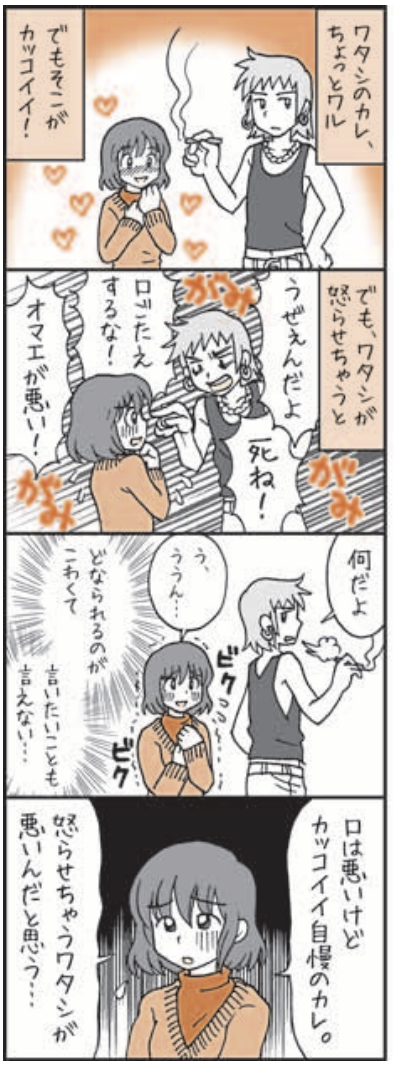 ワタシのカレ、
ちょっとワル
でもそこが
カッコイイ！
でも、ワタシが
怒らせちゃうと
うぜぇんだよ
がみ
口ごたえ
するな！
オマエが悪い！
死ね！
がみ
がみ
何だよ
う、
ううん…
ビク
ビク
どなられるのが
こわくて
言いたいことも
言えない…
口は悪いけど
カッコイイ自慢のカレ。
怒らせちゃうワタシが
悪いんだと思う…